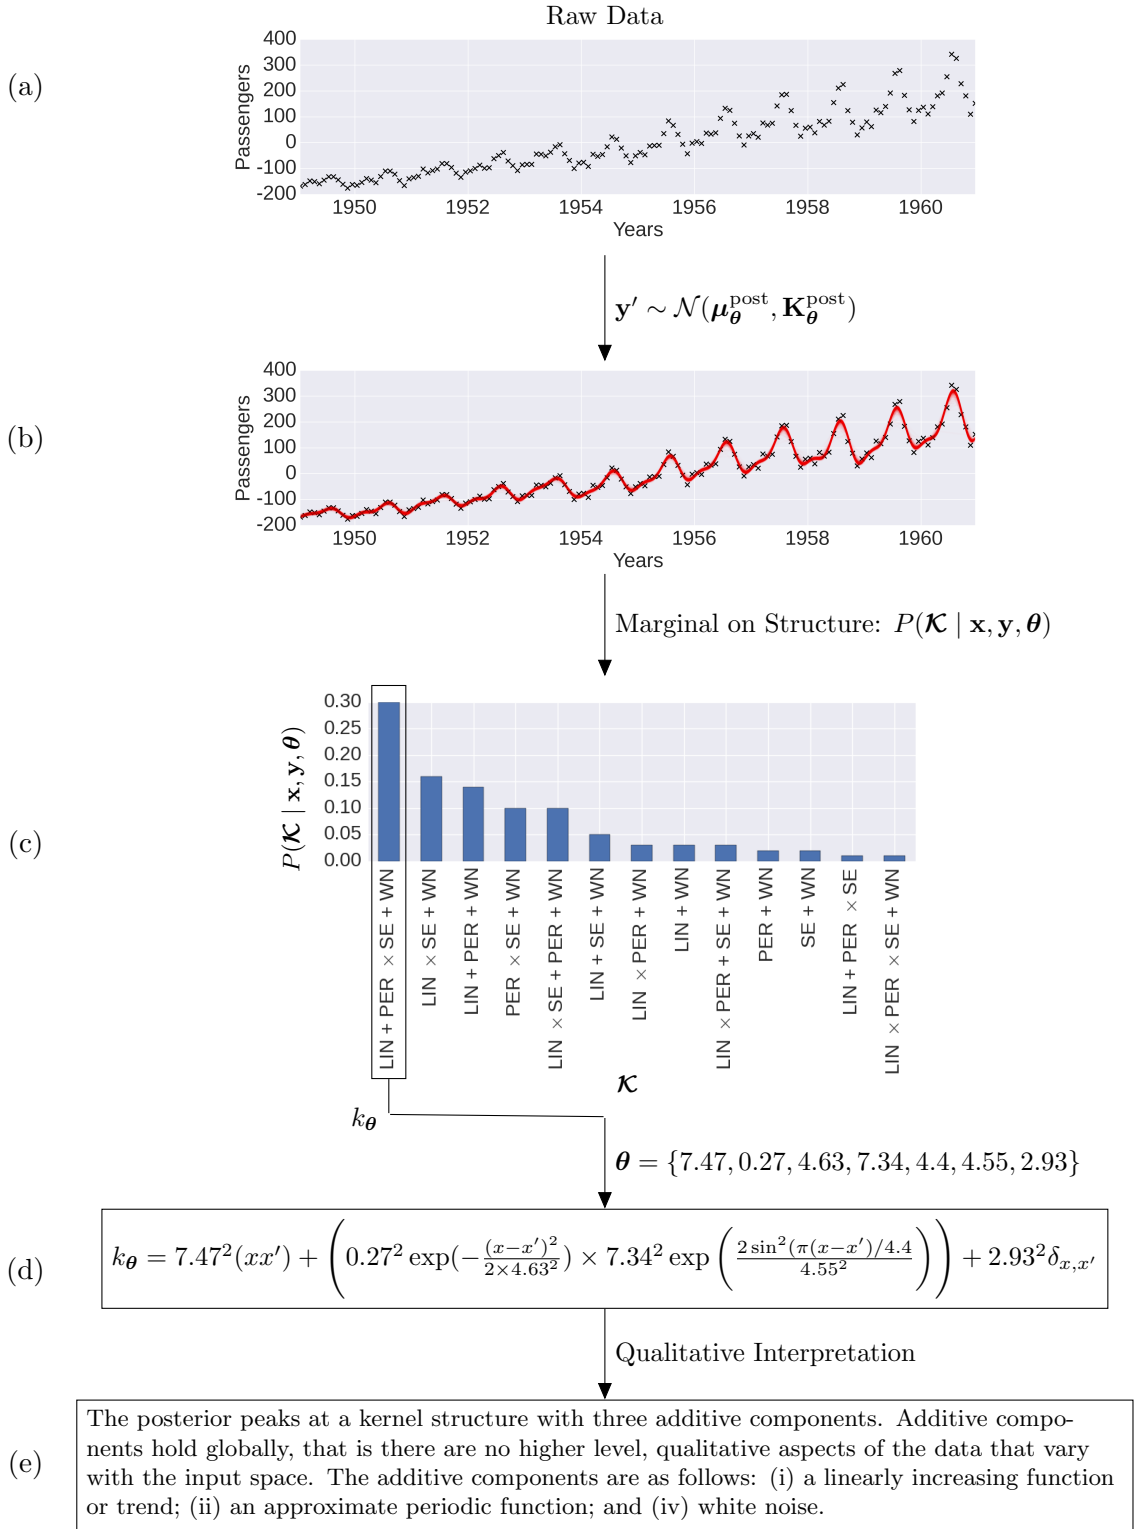 Raw Data
(a)
Passengers
400
300
200
100
0
-100
-200
1950 1952 1954 1956 1958 1960
Years
y′ ∼ 𝒩(μ_θ^post, K_θ^post)
(b)
Passengers
400
300
200
100
0
-100
-200
1950 1952 1954 1956 1958 1960
Years
Marginal on Structure: P(𝓚 | x, y, θ)
(c)
P(𝓚 | x, y, θ)
0.30
0.25
0.20
0.15
0.10
0.05
0.00
LIN + PER × SE + WN
LIN × SE + WN
LIN + PER + WN
PER × SE + WN
LIN × SE + PER + WN
LIN + SE + WN
LIN × PER + WN
LIN + WN
LIN × PER + SE + WN
PER + WN
SE + WN
LIN + PER × SE
LIN × PER × SE + WN
𝓚
k_θ
θ = {7.47, 0.27, 4.63, 7.34, 4.4, 4.55, 2.93}
(d)
k_θ = 7.47²(xx′) + (0.27² exp(−(x−x′)²/2×4.63²) × 7.34² exp(2 sin²(π(x−x′)/4.4/4.55²)) + 2.93²δ_x,x′
Qualitative Interpretation
(e)
The posterior peaks at a kernel structure with three additive components. Additive compo-
nents hold globally, that is there are no higher level, qualitative aspects of the data that vary
with the input space. The additive components are as follows: (i) a linearly increasing function
or trend; (ii) an approximate periodic function; and (iv) white noise.